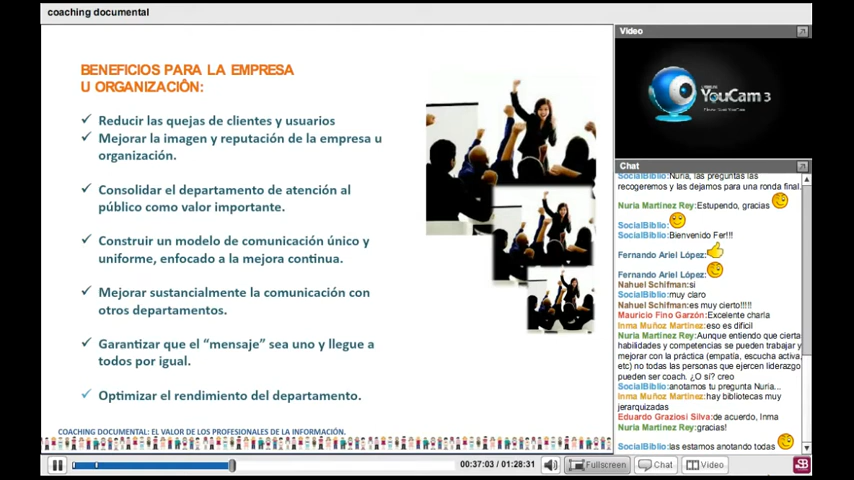 coaching documental
BENEFICIOS PARA LA EMPRESA
U ORGANIZACIÓN:
✓ Reducir las quejas de clientes y usuarios
✓ Mejorar la imagen y reputación de la empresa u
organización.
✓ Consolidar el departamento de atención al
público como valor importante.
✓ Construir un modelo de comunicación único y
uniforme, enfocado a la mejora continua.
✓ Mejorar sustancialmente la comunicación con
otros departamentos.
✓ Garantizar que el “mensaje” sea uno y llegue a
todos por igual.
✓ Optimizar el rendimiento del departamento.
COACHING DOCUMENTAL: EL VALOR DE LOS PROFESIONALES DE LA INFORMACIÓN.
Video
YouCam 3
Chat
SocialBiblio:Nuria, las preguntas las
recogeremos y las dejamos para una ronda final.
Nuria Martinez Rey:Estupendo, gracias
SocialBiblio:
SocialBiblio:Bienvenido Fer!!!
Fernando Ariel López:
Fernando Ariel López:
Nahuel Schifman:si
SocialBiblio:muy claro
Nahuel Schifman:es muy cierto!!!!!
Mauricio Fino Garzón:Excelente charla
Inma Muñoz Martinez:eso es dificil
Nuria Martinez Rey:Aunque entiendo que cierta
habilidades y competencias se pueden trabajar y
mejorar con la práctica (empatía, escucha activa,
etc) no todas las personas que ejercen liderazgo
pueden ser coach. ¿O sí? creo
SocialBiblio:anotamos tu pregunta Nuria...
Inma Muñoz Martinez:hay bibliotecas muy
jerarquizadas
Eduardo Graziosi Silva:de acuerdo, Inma
Nuria Martinez Rey:gracias!
SocialBiblio:las estamos anotando todas
00:37:03 / 01:28:31
Fullscreen
Chat
Video
SB